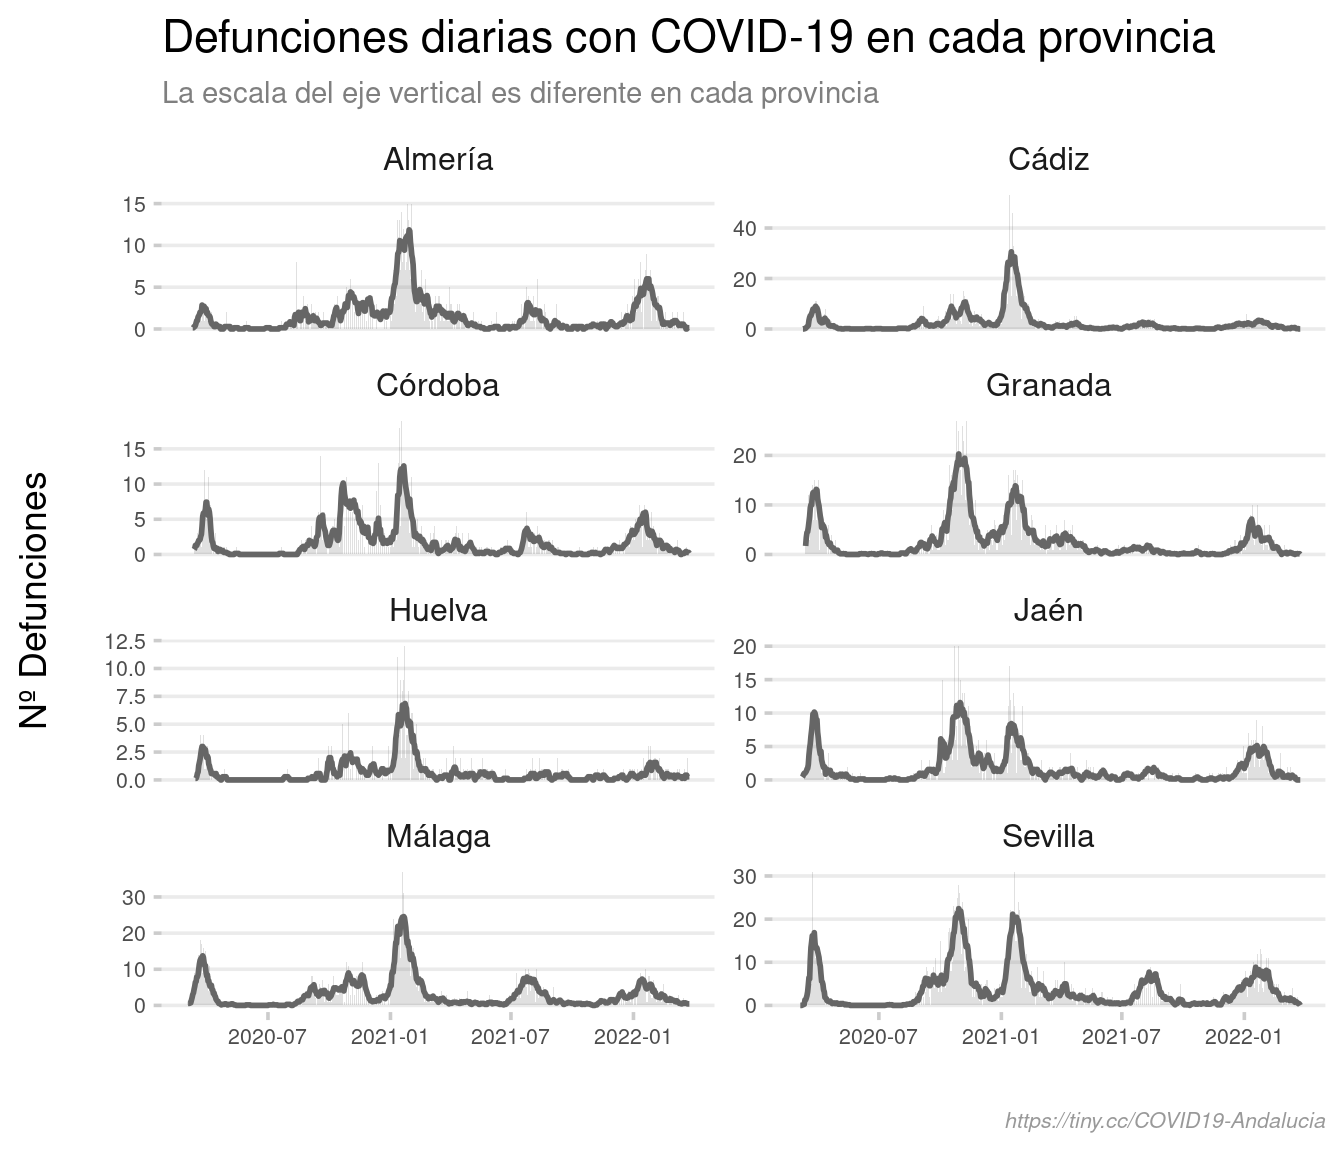 Defunciones diarias con COVID-19 en cada provincia
La escala del eje vertical es diferente en cada provincia
Nº Defunciones
Almería
15
10
5
0
Cádiz
40
20
0
Córdoba
15
10
5
0
Granada
20
10
0
Huelva
12.5
10.0
7.5
5.0
2.5
0.0
Jaén
20
15
10
5
0
Málaga
30
20
10
0
2020-07 2021-01 2021-07 2022-01
Sevilla
30
20
10
0
2020-07 2021-01 2021-07 2022-01
https://tiny.cc/COVID19-Andalucia